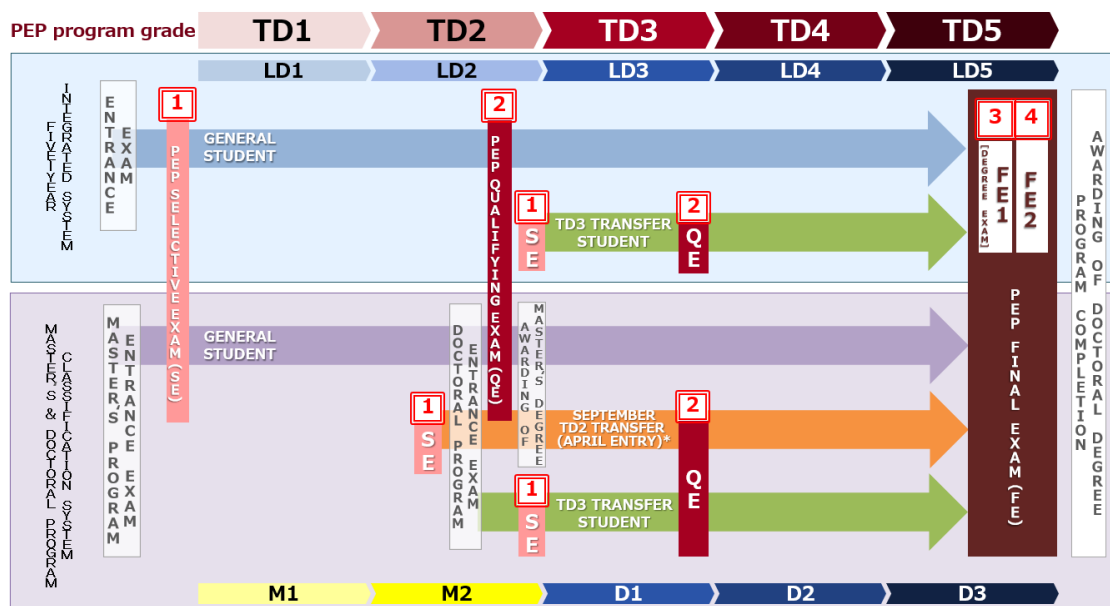 PEP program grade
TD1
TD2
TD3
TD4
TD5
LD1
LD2
LD3
LD4
LD5
FIVE-YEAR
INTEGRATED SYSTEM
ENTRANCE
EXAM
1
PEP SELECTIVE EXAM(SE)
GENERAL
STUDENT
2
PEP QUALIFYING EXAM(QE)
1
SE
TD3 TRANSFER
STUDENT
2
QE
3
4
[DEGREE EXAM]
FE1
FE2
PEP FINAL EXAM(FE)
AWARDING OF DOCTORAL DEGREE
PROGRAM COMPLETION
MASTER,S & DOCTORAL PROGRAM
CLASSIFICATION SYSTEM
MASTER,S PROGRAM
ENTRANCE EXAM
GENERAL
STUDENT
DOCTORAL PROGRAM
ENTRANCE EXAM
AWARDING OF
MASTER,S DEGREE
1
SE
SEPTEMBER
TD2 TRANSFER
(APRIL ENTRY)*
2
QE
1
SE
TD3 TRANSFER
STUDENT
M1
M2
D1
D2
D3